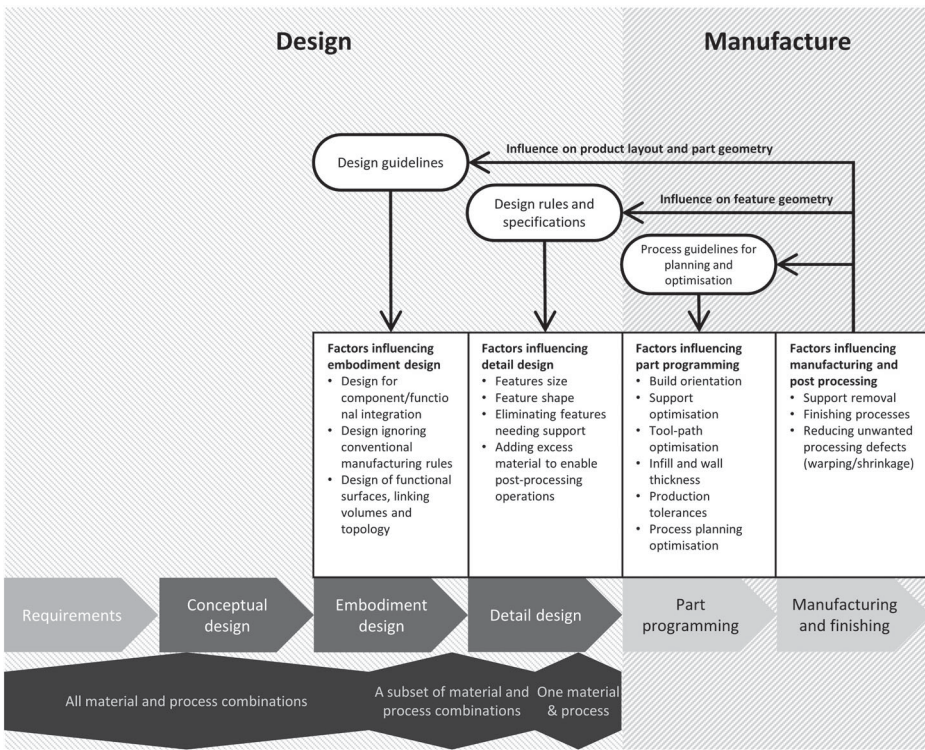 Design
Manufacture
Influence on product layout and part geometry
Design guidelines
Influence on feature geometry
Design rules and
specifications
Process guidelines for
planning and
optimisation
Factors influencing
embodiment design
• Design for
component/functio
nal integration
• Design ignoring
conventional
manufacturing rules
• Design of functional
surfaces, linking
volumes and
topology
Factors influencing
detail design
• Features size
• Feature shape
• Eliminating features
needing support
• Adding excess
material to enable
post-processing
operations
Factors influencing
part programming
• Build orientation
• Support
optimisation
• Tool-path
optimisation
• Infill and wall
thickness
• Production
tolerances
• Process planning
optimisation
Factors influencing
manufacturing and
post processing
• Support removal
• Finishing processes
• Reducing unwanted
processing defects
(warping/shrinkage)
Requirements
Conceptual
design
Embodiment
design
Detail design
Part
programming
Manufacturing
and finishing
All material and process combinations
A subset of material and
process combinations
One material
& process